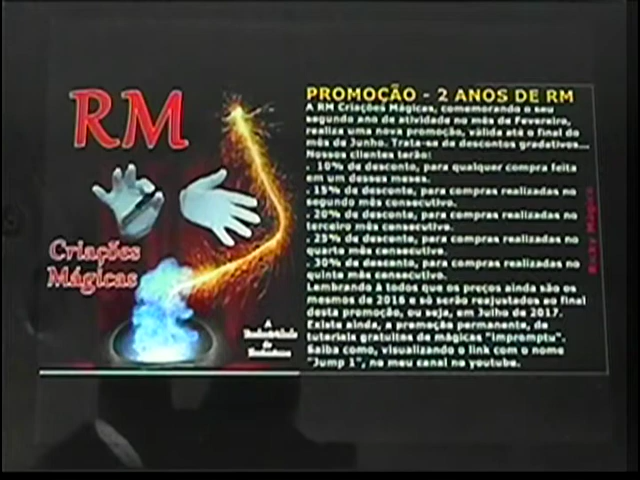 RM
Criações
Mágicas
A
PROMOÇÃO - 2 ANOS DE RM
A RM Criações Mágicas, comemorando o seu
segundo ano de atividade no mês de Fevereiro,
realiza uma nova promoção, válida até o final do
mês de Junho. Trata-se de descontos gradativos...
Nossos clientes terão:
. 10% de desconto, para qualquer compra feita
em um desses meses.
. 15% de desconto, para compras realizadas no
segundo mês consecutivo.
. 20% de desconto, para compras realizadas no
terceiro mês consecutivo.
. 25% de desconto, para compras realizadas no
quarto mês consecutivo.
. 30% de desconto, para compras realizadas no
quinto mês consecutivo.
Lembrando à todos que os preços ainda são os
mesmos de 2016 e só serão reajustados ao final
desta promoção, ou seja, em Julho de 2017.
Existe ainda, a promoção permanente, de
tutoriais gratuitos de mágicas "impromptu".
Saiba como, visualizando o link com o nome
"Jump 1", no meu canal no youtube.